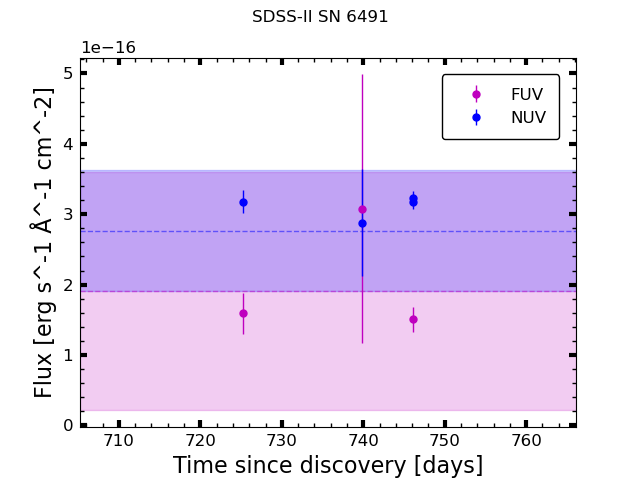 SDSS-II SN 6491
1e−16
5
4
3
2
1
0
FUV
NUV
710 720 730 740 750 760
Time since discovery [days]
Flux [erg s^-1 Å^-1 cm^-2]